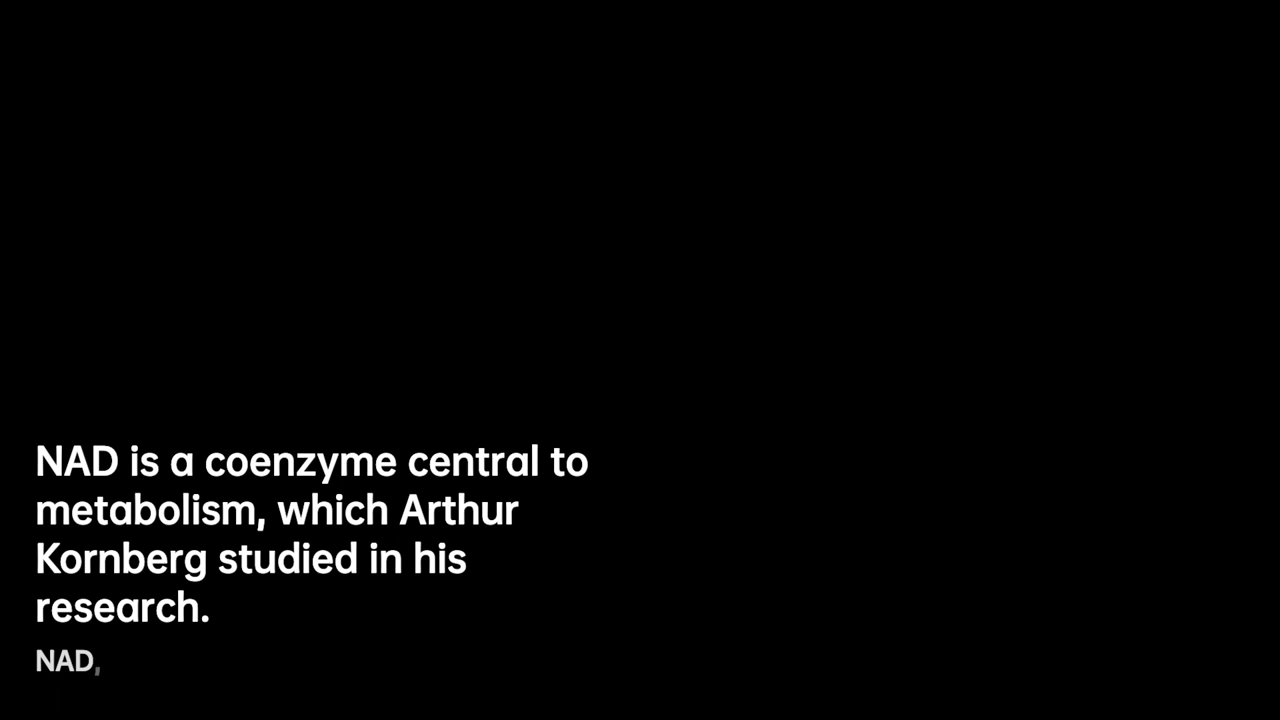 NAD is a coenzyme central to
metabolism, which Arthur
Kornberg studied in his
research.
NAD,